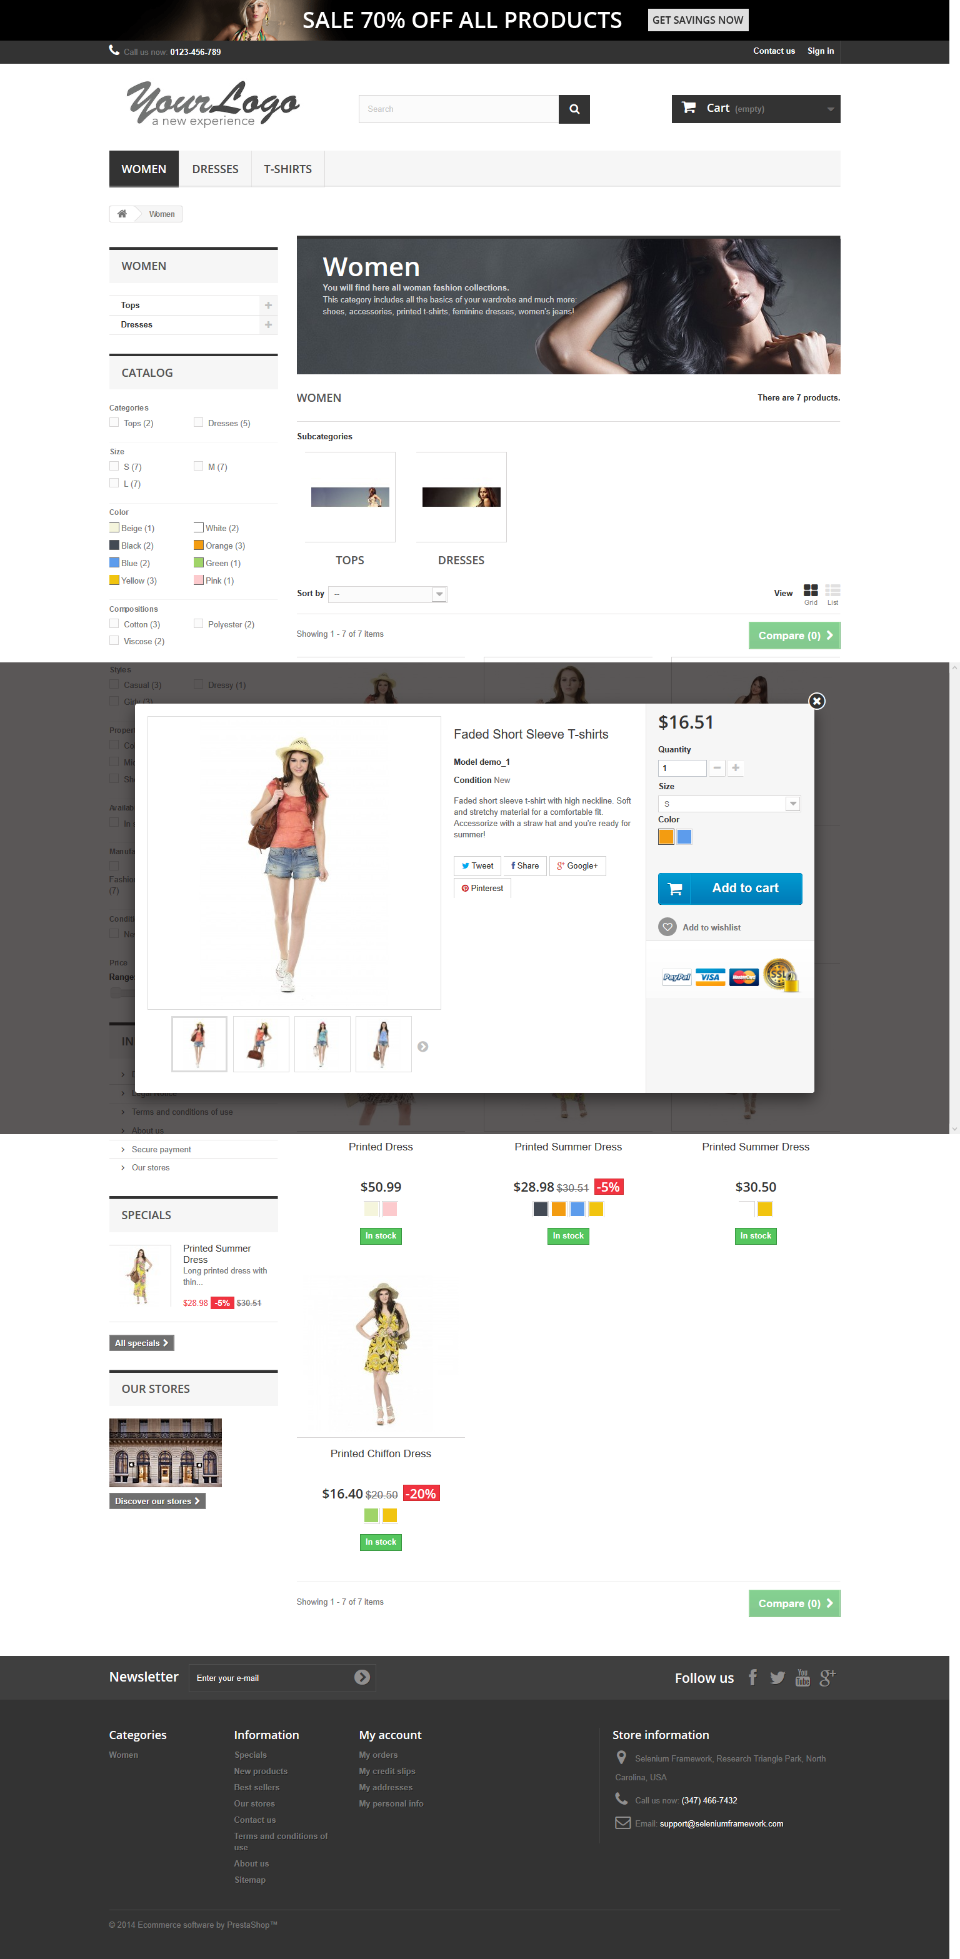 SALE 70% OFF ALL PRODUCTS GET SAVINGS NOW
Call us now: 0123-456-789 Contact us Sign in
YourLogo
a new experience
Search
Cart (empty)
WOMEN DRESSES T-SHIRTS
Women
WOMEN
Tops
Dresses
CATALOG
Categories
Tops (2) Dresses (5)
Size
S (7) M (7)
L (7)
Color
Beige (1) White (2)
Black (2) Orange (3)
Blue (2) Green (1)
Yellow (3) Pink (1)
Compositions
Cotton (3) Polyester (2)
Viscose (2)
Styles
Casual (3) Dressy (1)
Women
You will find here all woman fashion collections.
This category includes all the basics of your wardrobe and much more:
shoes, accessories, printed t-shirts, feminine dresses, women's jeans!
WOMEN There are 7 products.
Subcategories
TOPS DRESSES
Sort by -- View Grid List
Showing 1 - 7 of 7 items Compare (0)
Faded Short Sleeve T-shirts
Model demo_1
Condition New
Faded short sleeve t-shirt with high neckline. Soft
and stretchy material for a comfortable fit.
Accessorize with a straw hat and you're ready for
summer!
Tweet Share Google+
Pinterest
$16.51
Quantity
1
Size
S
Color
Add to cart
Add to wishlist
PayPal VISA MasterCard SSL
(7)
Price
Range
Legal Notice
Terms and conditions of use
About us
Secure payment
Our stores
Printed Dress Printed Summer Dress Printed Summer Dress
$50.99 $28.98 $30.51 -5% $30.50
In stock In stock In stock
SPECIALS
Printed Summer
Dress
Long printed dress with
thin...
$28.98 -5% $30.51
All specials
OUR STORES
Discover our stores
Printed Chiffon Dress
$16.40 $20.50 -20%
In stock
Showing 1 - 7 of 7 items Compare (0)
Newsletter Enter your e-mail Follow us
Categories
Women
Information
Specials
New products
Best sellers
Our stores
Contact us
Terms and conditions of
use
About us
Sitemap
My account
My orders
My credit slips
My addresses
My personal info
Store information
Selenium Framework, Research Triangle Park, North
Carolina, USA
Call us now: (347) 466-7432
Email: support@seleniumframework.com
© 2014 Ecommerce software by PrestaShop™